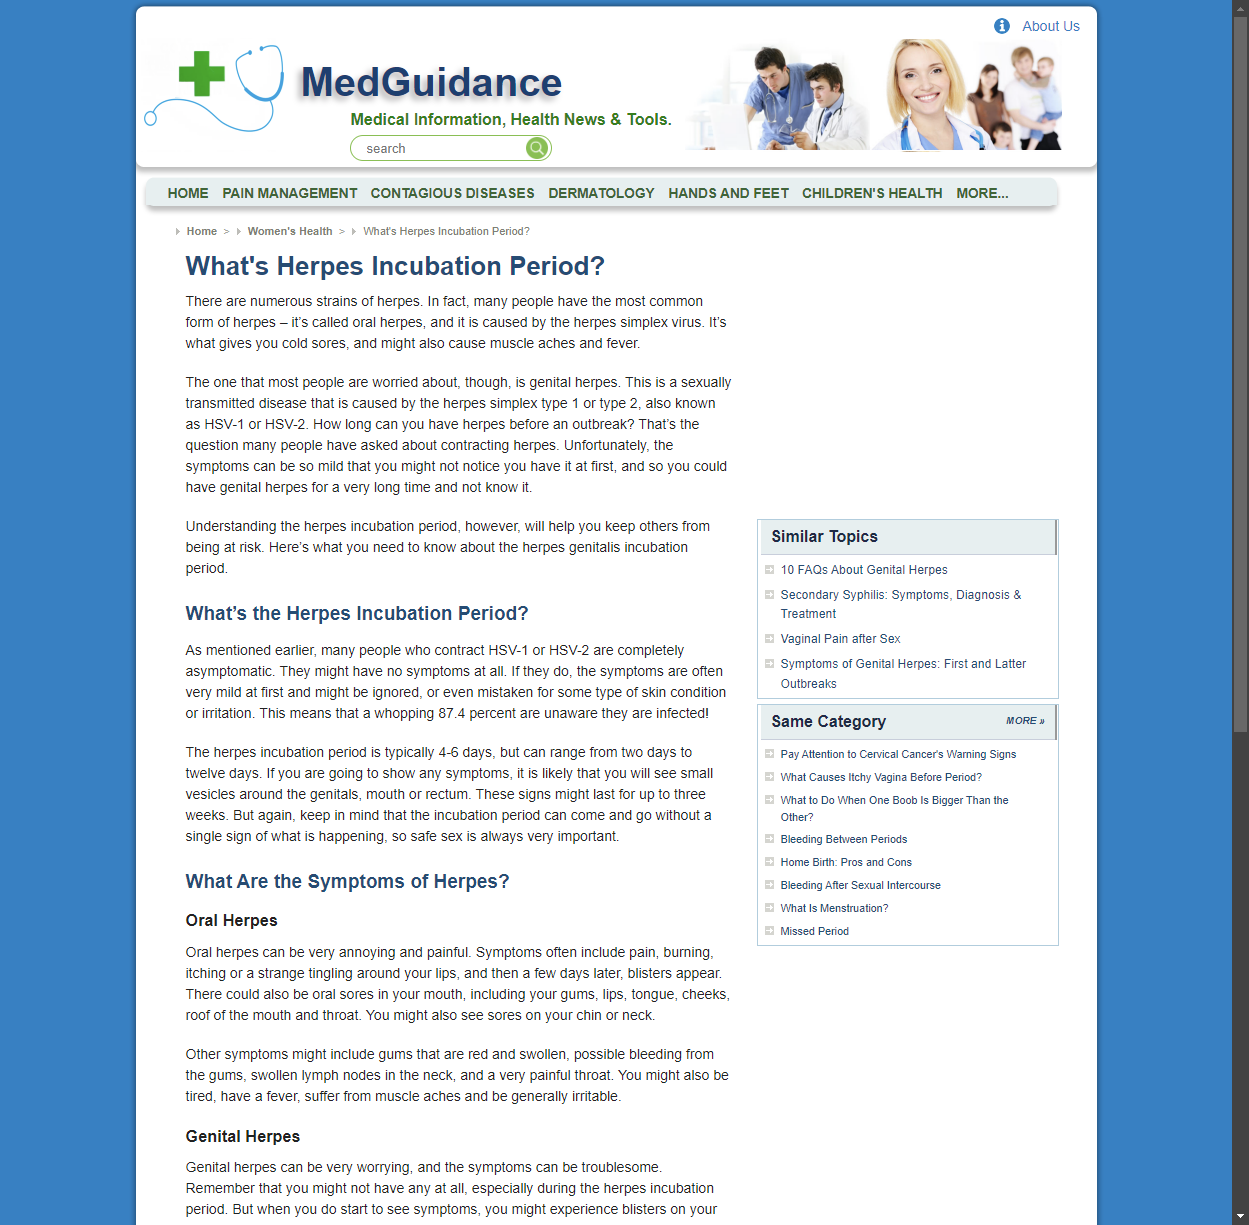 About Us
MedGuidance
Medical Information, Health News & Tools.
search
HOME PAIN MANAGEMENT CONTAGIOUS DISEASES DERMATOLOGY HANDS AND FEET CHILDREN'S HEALTH MORE...
Home > Women's Health > What's Herpes Incubation Period?
What's Herpes Incubation Period?
There are numerous strains of herpes. In fact, many people have the most common
form of herpes – it’s called oral herpes, and it is caused by the herpes simplex virus. It’s
what gives you cold sores, and might also cause muscle aches and fever.
The one that most people are worried about, though, is genital herpes. This is a sexually
transmitted disease that is caused by the herpes simplex type 1 or type 2, also known
as HSV-1 or HSV-2. How long can you have herpes before an outbreak? That’s the
question many people have asked about contracting herpes. Unfortunately, the
symptoms can be so mild that you might not notice you have it at first, and so you could
have genital herpes for a very long time and not know it.
Understanding the herpes incubation period, however, will help you keep others from
being at risk. Here’s what you need to know about the herpes genitalis incubation
period.
What’s the Herpes Incubation Period?
As mentioned earlier, many people who contract HSV-1 or HSV-2 are completely
asymptomatic. They might have no symptoms at all. If they do, the symptoms are often
very mild at first and might be ignored, or even mistaken for some type of skin condition
or irritation. This means that a whopping 87.4 percent are unaware they are infected!
The herpes incubation period is typically 4-6 days, but can range from two days to
twelve days. If you are going to show any symptoms, it is likely that you will see small
vesicles around the genitals, mouth or rectum. These signs might last for up to three
weeks. But again, keep in mind that the incubation period can come and go without a
single sign of what is happening, so safe sex is always very important.
What Are the Symptoms of Herpes?
Oral Herpes
Oral herpes can be very annoying and painful. Symptoms often include pain, burning,
itching or a strange tingling around your lips, and then a few days later, blisters appear.
There could also be oral sores in your mouth, including your gums, lips, tongue, cheeks,
roof of the mouth and throat. You might also see sores on your chin or neck.
Other symptoms might include gums that are red and swollen, possible bleeding from
the gums, swollen lymph nodes in the neck, and a very painful throat. You might also be
tired, have a fever, suffer from muscle aches and be generally irritable.
Genital Herpes
Genital herpes can be very worrying, and the symptoms can be troublesome.
Remember that you might not have any at all, especially during the herpes incubation
period. But when you do start to see symptoms, you might experience blisters on your
Similar Topics
10 FAQs About Genital Herpes
Secondary Syphilis: Symptoms, Diagnosis &
Treatment
Vaginal Pain after Sex
Symptoms of Genital Herpes: First and Latter
Outbreaks
Same Category MORE »
Pay Attention to Cervical Cancer's Warning Signs
What Causes Itchy Vagina Before Period?
What to Do When One Boob Is Bigger Than the
Other?
Bleeding Between Periods
Home Birth: Pros and Cons
Bleeding After Sexual Intercourse
What Is Menstruation?
Missed Period